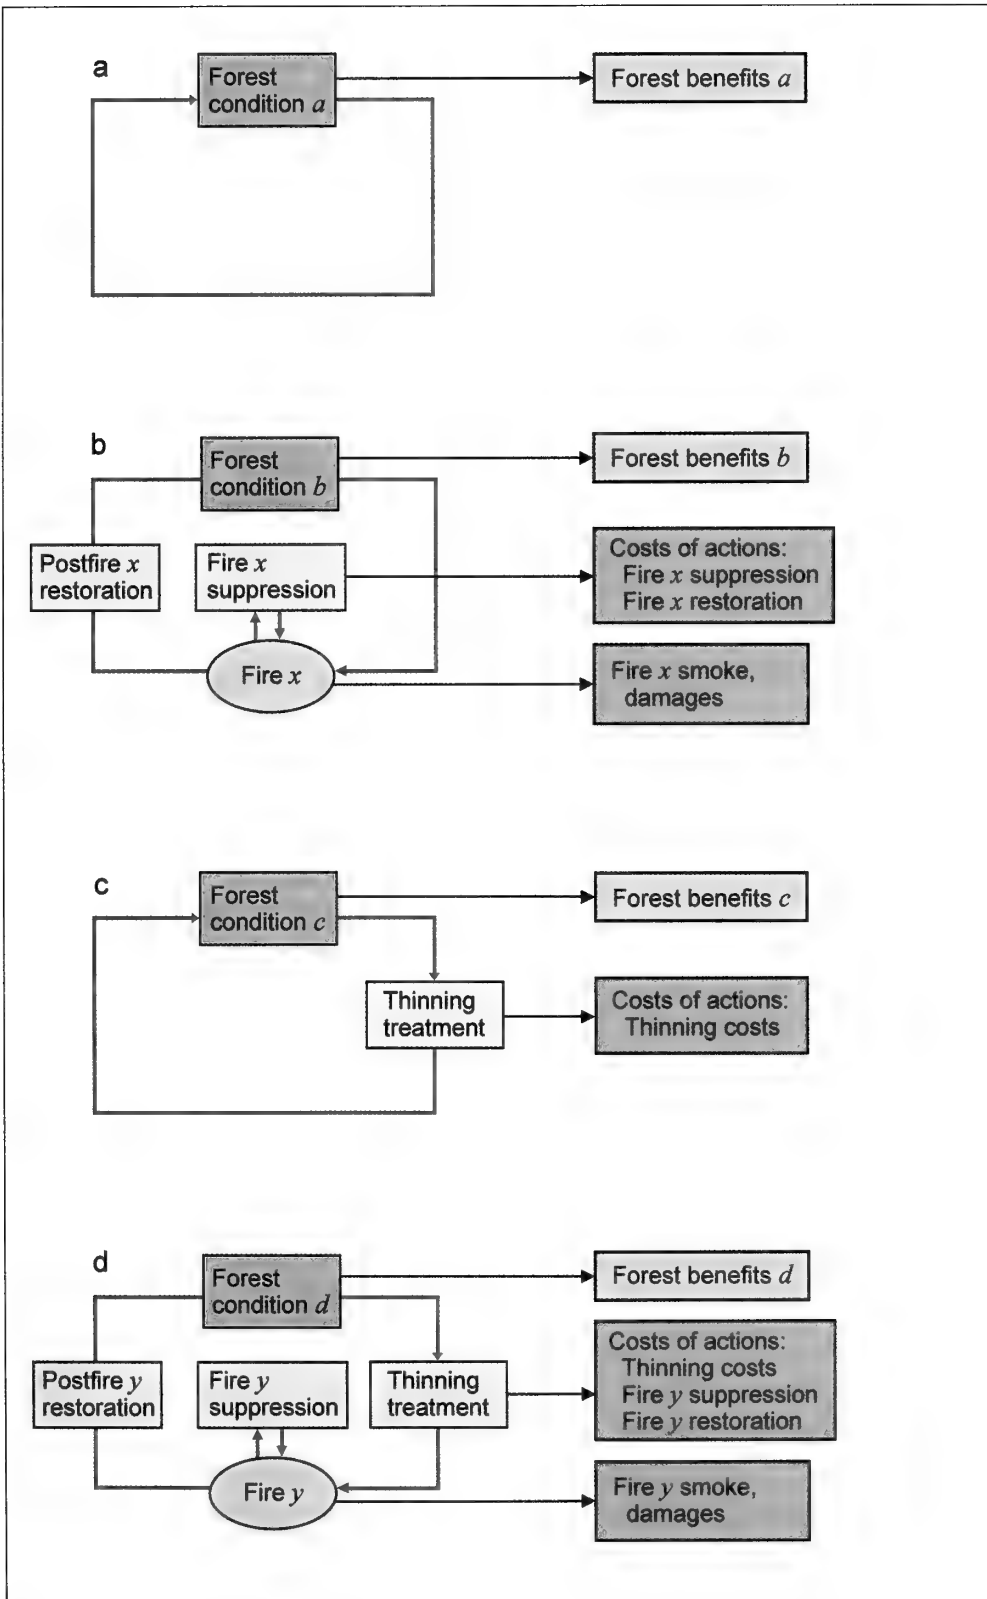 a
Forest
condition a
Forest benefits a
b
Forest
condition b
Forest benefits b
Postfire x
restoration
Fire x
suppression
Costs of actions:
Fire x suppression
Fire x restoration
Fire x
Fire x smoke,
damages
c
Forest
condition c
Forest benefits c
Thinning
treatment
Costs of actions:
Thinning costs
d
Forest
condition d
Forest benefits d
Postfire y
restoration
Fire y
suppression
Thinning
treatment
Costs of actions:
Thinning costs
Fire y suppression
Fire y restoration
Fire y
Fire y smoke,
damages